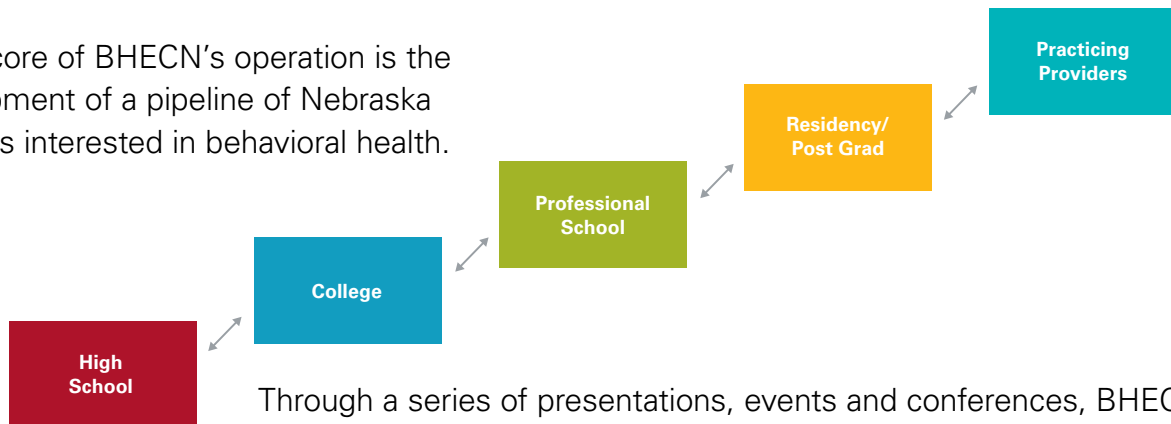 core of BHECN's operation is the
pment of a pipeline of Nebraska
s interested in behavioral health.
Practicing
Providers
Residency/
Post Grad
Professional
School
College
High
School
Through a series of presentations, events and conferences, BHEC